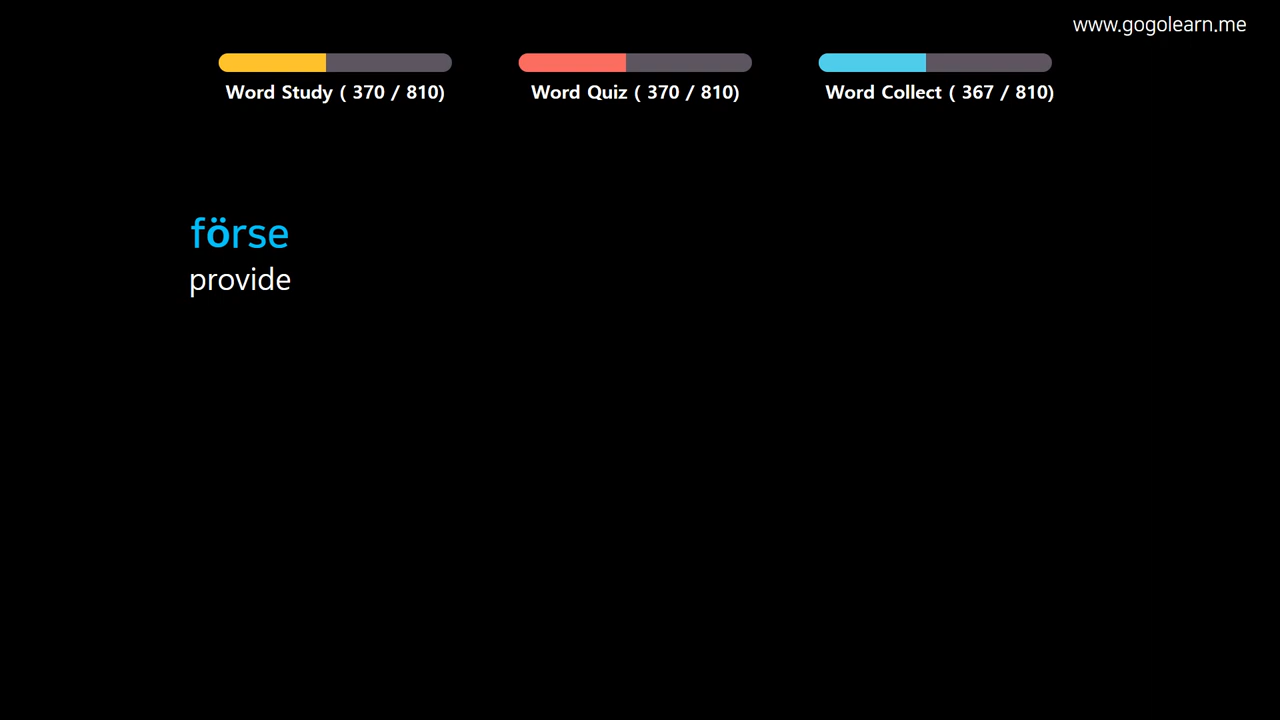 www.gogolearn.me
Word Study ( 370 / 810)
Word Quiz ( 370 / 810)
Word Collect ( 367 / 810)
förse
provide